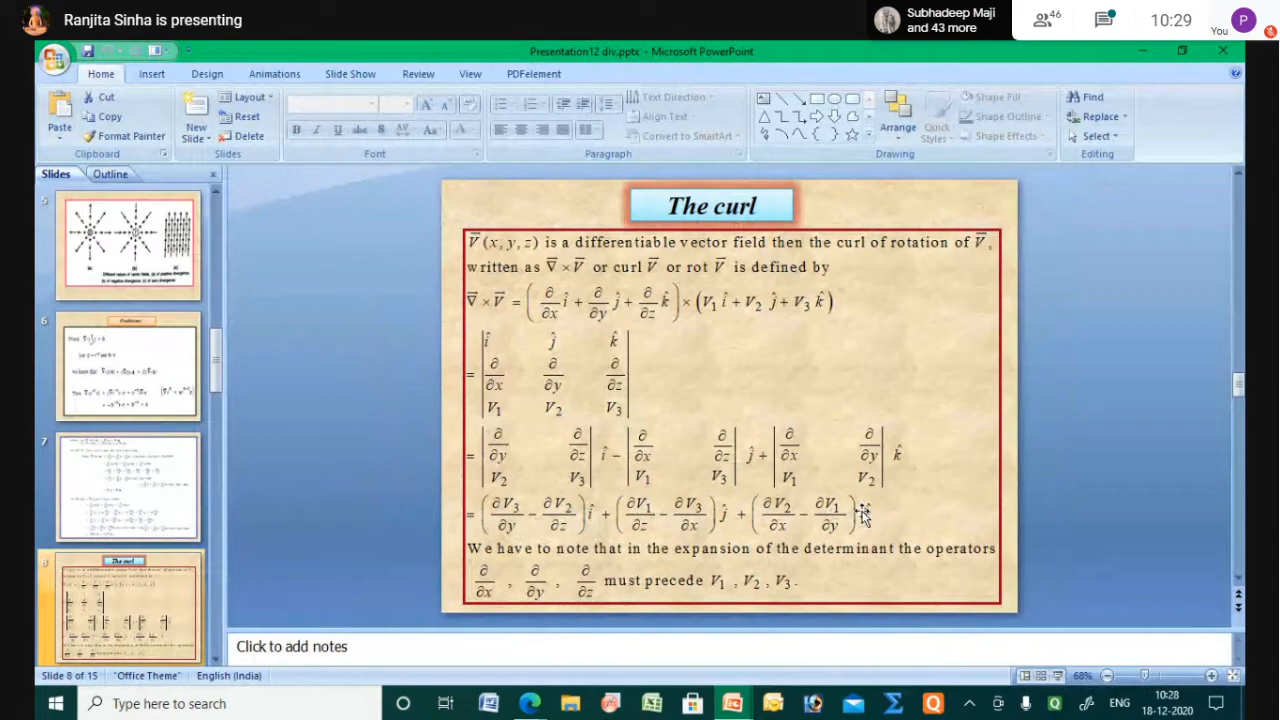 Ranjita Sinha is presenting
Subhadeep Maji
and 43 more
46
10:29
You
P
Presentation12 div.pptx - Microsoft PowerPoint
Home Insert Design Animations Slide Show Review View PDFelement
Paste
Cut
Copy
Format Painter
Clipboard
New
Slide
Layout
Reset
Delete
Slides
Font
Text Direction
Align Text
Convert to SmartArt
Paragraph
Arrange
Quick
Styles
Shape Fill
Shape Outline
Shape Effects
Drawing
Find
Replace
Select
Editing
Slides Outline
5
6
Problems
7
8
The curl
The curl
V⃗ (x, y, z) is a differentiable vector field then the curl of rotation of V⃗,
written as ∇⃗ × V⃗ or curl V⃗ or rot V⃗ is defined by
∇⃗ × V⃗ = (∂/∂x î + ∂/∂y ĵ + ∂/∂z k̂) × (V₁ î + V₂ ĵ + V₃ k̂)
= | î ĵ k̂ ; ∂/∂x ∂/∂y ∂/∂z ; V₁ V₂ V₃ |
= | ∂/∂y ∂/∂z ; V₂ V₃ | î − | ∂/∂x ∂/∂z ; V₁ V₃ | ĵ + | ∂/∂x ∂/∂y ; V₁ V₂ | k̂
= (∂V₃/∂y − ∂V₂/∂z) î + (∂V₁/∂z − ∂V₃/∂x) ĵ + (∂V₂/∂x − ∂V₁/∂y)
We have to note that in the expansion of the determinant the operators
∂/∂x , ∂/∂y , ∂/∂z must precede V₁ , V₂ , V₃ .
Click to add notes
Slide 8 of 15 "Office Theme" English (India) 68%
Type here to search
ENG
10:28
18-12-2020